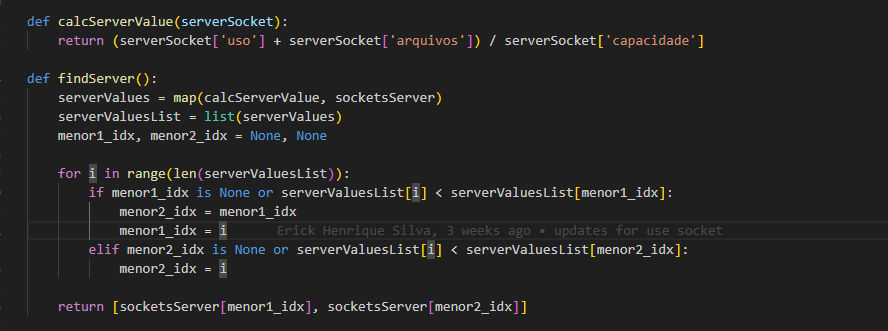 def calcServerValue(serverSocket):
    return (serverSocket['uso'] + serverSocket['arquivos']) / serverSocket['capacidade']
def findServer():
    serverValues = map(calcServerValue, socketsServer)
    serverValuesList = list(serverValues)
    menor1_idx, menor2_idx = None, None
    for i in range(len(serverValuesList)):
        if menor1_idx is None or serverValuesList[i] < serverValuesList[menor1_idx]:
            menor2_idx = menor1_idx
            menor1_idx = i     Erick Henrique Silva, 3 weeks ago • updates for use socket
        elif menor2_idx is None or serverValuesList[i] < serverValuesList[menor2_idx]:
            menor2_idx = i
    return [socketsServer[menor1_idx], socketsServer[menor2_idx]]